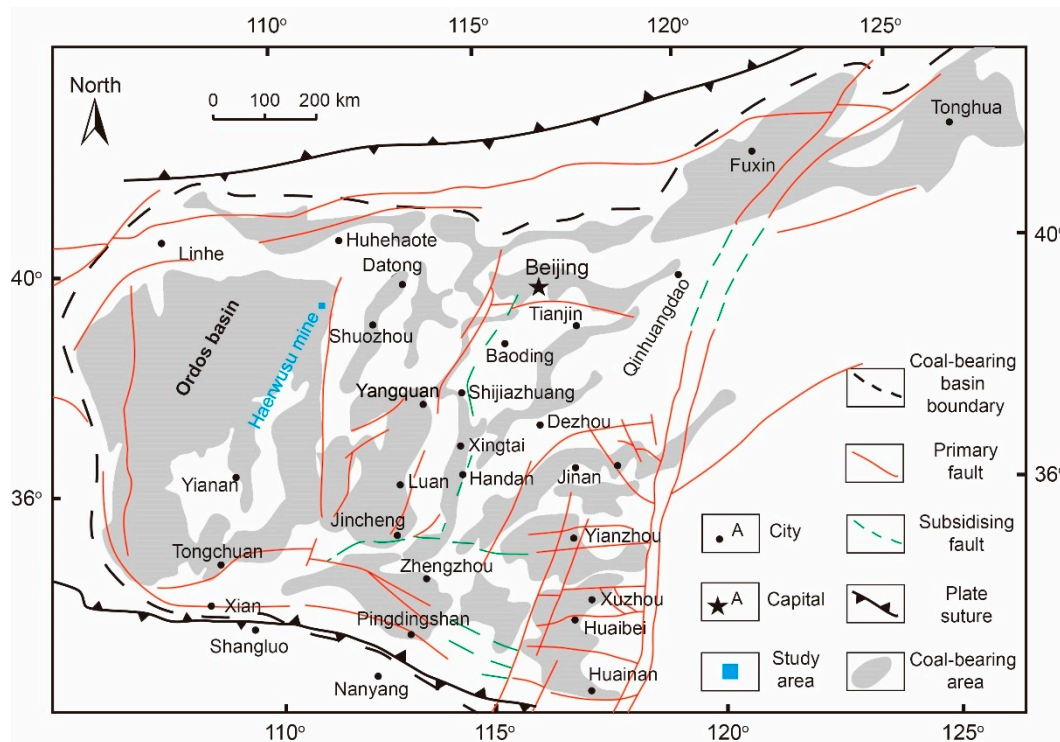 110°
115°
120°
125°
North
0 100 200 km
Tonghua
Fuxin
Linhe
Huhehaote
Datong
40°
40°
Beijing
Tianjin
Qinhuangdao
Ordos basin
Haerwusu mine
Shuozhou
Baoding
Yangquan
Shijiazhuang
Dezhou
Xingtai
Handan
Jinan
Luan
Yianan
36°
36°
Jincheng
Yianzhou
Tongchuan
Zhengzhou
Xian
Pingdingshan
Xuzhou
Huaibei
Shangluo
Nanyang
Huainan
Coal-bearing
basin
boundary
Primary
fault
A
City
Subsidising
fault
A
Capital
Plate
suture
Study
area
Coal-bearing
area
110°
115°
120°
125°